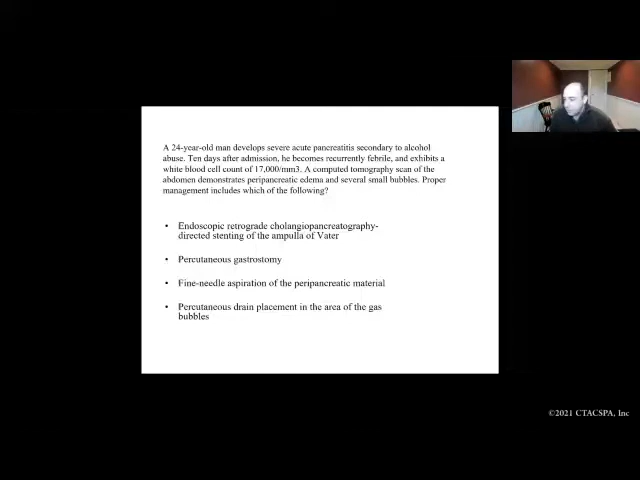 A 24-year-old man develops severe acute pancreatitis secondary to alcohol
abuse. Ten days after admission, he becomes recurrently febrile, and exhibits a
white blood cell count of 17,000/mm3. A computed tomography scan of the
abdomen demonstrates peripancreatic edema and several small bubbles. Proper
management includes which of the following?
• Endoscopic retrograde cholangiopancreatography-
directed stenting of the ampulla of Vater
• Percutaneous gastrostomy
• Fine-needle aspiration of the peripancreatic material
• Percutaneous drain placement in the area of the gas
bubbles
©2021 CTACSPA, Inc